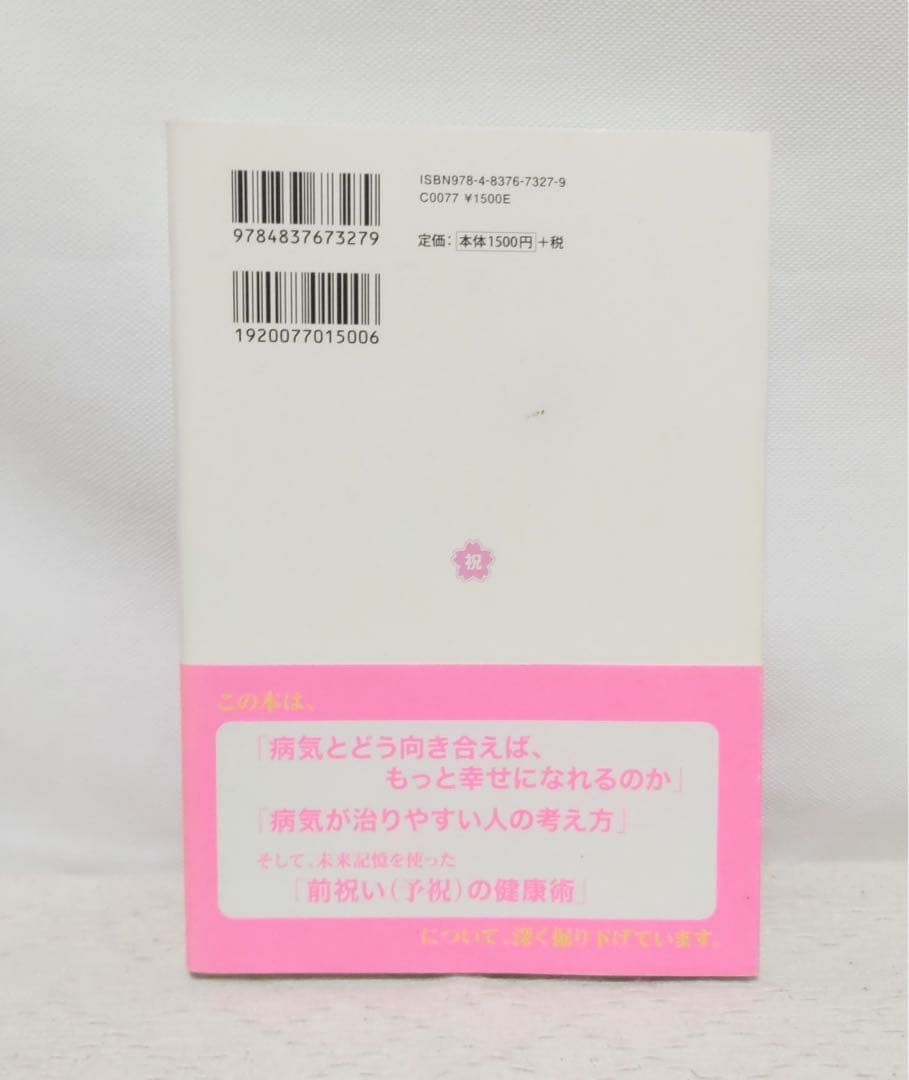 ISBN978-4-8376-7327-9
C0077 ¥1500E
9784837673279
定価：本体1500円＋税
1920077015006
祝
この本は、
「病気とどう向き合えば、
もっと幸せになれるのか」
「病気が治りやすい人の考え方」
そして、未来記憶を使った
「前祝い（予祝）の健康術」
について、深く掘り下げています。